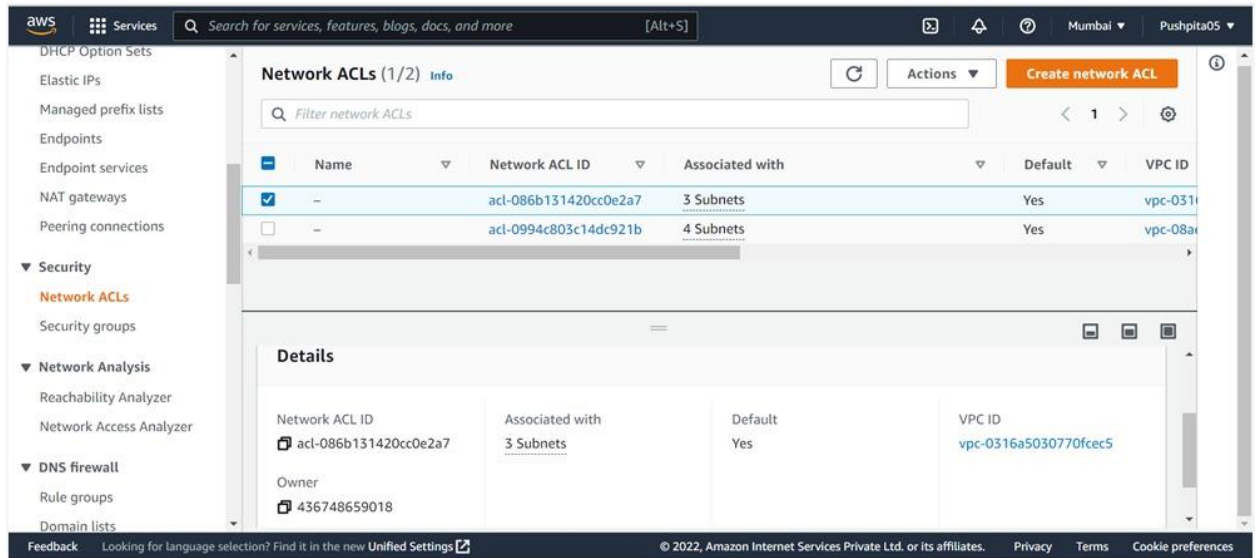 aws Services Search for services, features, blogs, docs, and more [Alt+S] Mumbai Pushpita05
DHCP Option Sets
Elastic IPs
Managed prefix lists
Endpoints
Endpoint services
NAT gateways
Peering connections
Security
Network ACLs
Security groups
Network Analysis
Reachability Analyzer
Network Access Analyzer
DNS firewall
Rule groups
Domain lists
Network ACLs (1/2) Info Actions Create network ACL
Filter network ACLs 1
Name Network ACL ID Associated with Default VPC ID
– acl-086b131420cc0e2a7 3 Subnets Yes vpc-031
– acl-0994c803c14dc921b 4 Subnets Yes vpc-08a
Details
Network ACL ID Associated with Default VPC ID
acl-086b131420cc0e2a7 3 Subnets Yes vpc-0316a5030770fcec5
Owner
436748659018
Feedback Looking for language selection? Find it in the new Unified Settings © 2022, Amazon Internet Services Private Ltd. or its affiliates. Privacy Terms Cookie preferences